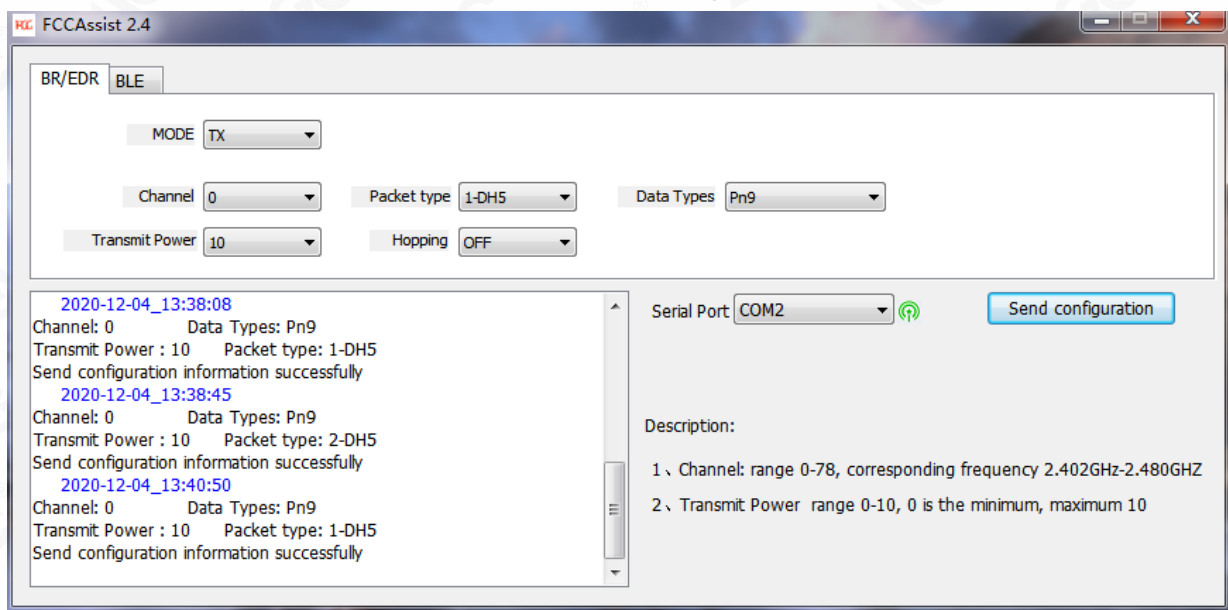 FCC FCCAssist 2.4
BR/EDR BLE
MODE TX
Channel 0 Packet type 1-DH5 Data Types Pn9
Transmit Power 10 Hopping OFF
2020-12-04_13:38:08
Channel: 0 Data Types: Pn9
Transmit Power : 10 Packet type: 1-DH5
Send configuration information successfully
2020-12-04_13:38:45
Channel: 0 Data Types: Pn9
Transmit Power : 10 Packet type: 2-DH5
Send configuration information successfully
2020-12-04_13:40:50
Channel: 0 Data Types: Pn9
Transmit Power : 10 Packet type: 1-DH5
Send configuration information successfully
Serial Port COM2 Send configuration
Description:
1、Channel: range 0-78, corresponding frequency 2.402GHz-2.480GHZ
2、Transmit Power range 0-10, 0 is the minimum, maximum 10